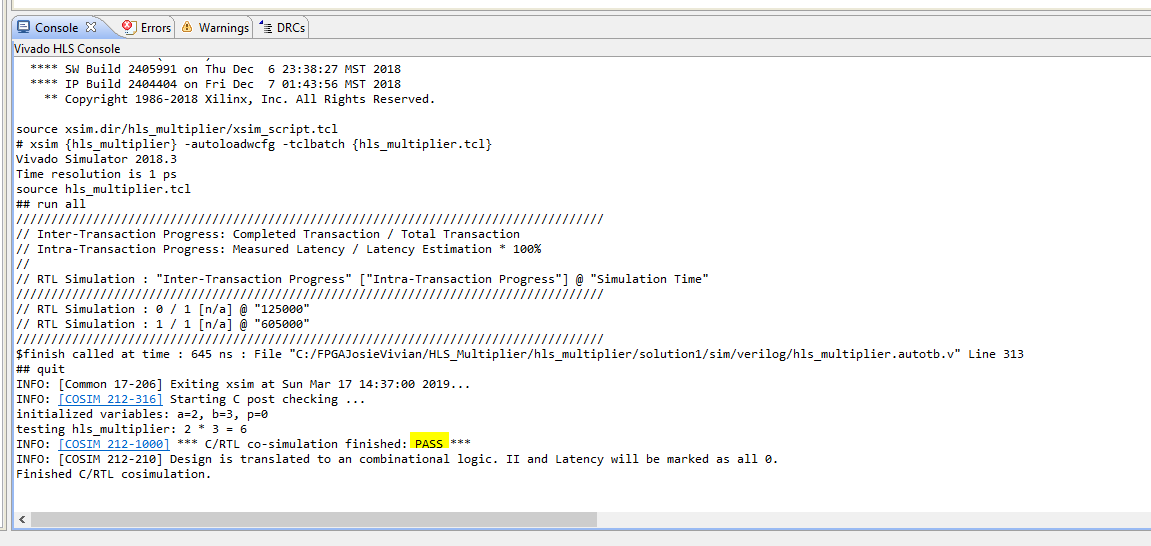 Console Errors Warnings DRCs
Vivado HLS Console
**** SW Build 2405991 on Thu Dec  6 23:38:27 MST 2018
**** IP Build 2404404 on Fri Dec  7 01:43:56 MST 2018
** Copyright 1986-2018 Xilinx, Inc. All Rights Reserved.
source xsim.dir/hls_multiplier/xsim_script.tcl
# xsim {hls_multiplier} -autoloadwcfg -tclbatch {hls_multiplier.tcl}
Vivado Simulator 2018.3
Time resolution is 1 ps
source hls_multiplier.tcl
## run all
////////////////////////////////////////////////////////////////////////////////////
// Inter-Transaction Progress: Completed Transaction / Total Transaction
// Intra-Transaction Progress: Measured Latency / Latency Estimation * 100%
//
// RTL Simulation : "Inter-Transaction Progress" ["Intra-Transaction Progress"] @ "Simulation Time"
////////////////////////////////////////////////////////////////////////////////////
// RTL Simulation : 0 / 1 [n/a] @ "125000"
// RTL Simulation : 1 / 1 [n/a] @ "605000"
////////////////////////////////////////////////////////////////////////////////////
$finish called at time : 645 ns : File "C:/FPGAJosieVivian/HLS_Multiplier/hls_multiplier/solution1/sim/verilog/hls_multiplier.autotb.v" Line 313
## quit
INFO: [Common 17-206] Exiting xsim at Sun Mar 17 14:37:00 2019...
INFO: [COSIM 212-316] Starting C post checking ...
initialized variables: a=2, b=3, p=0
testing hls_multiplier: 2 * 3 = 6
INFO: [COSIM 212-1000] *** C/RTL co-simulation finished: PASS ***
INFO: [COSIM 212-210] Design is translated to an combinational logic. II and Latency will be marked as all 0.
Finished C/RTL cosimulation.